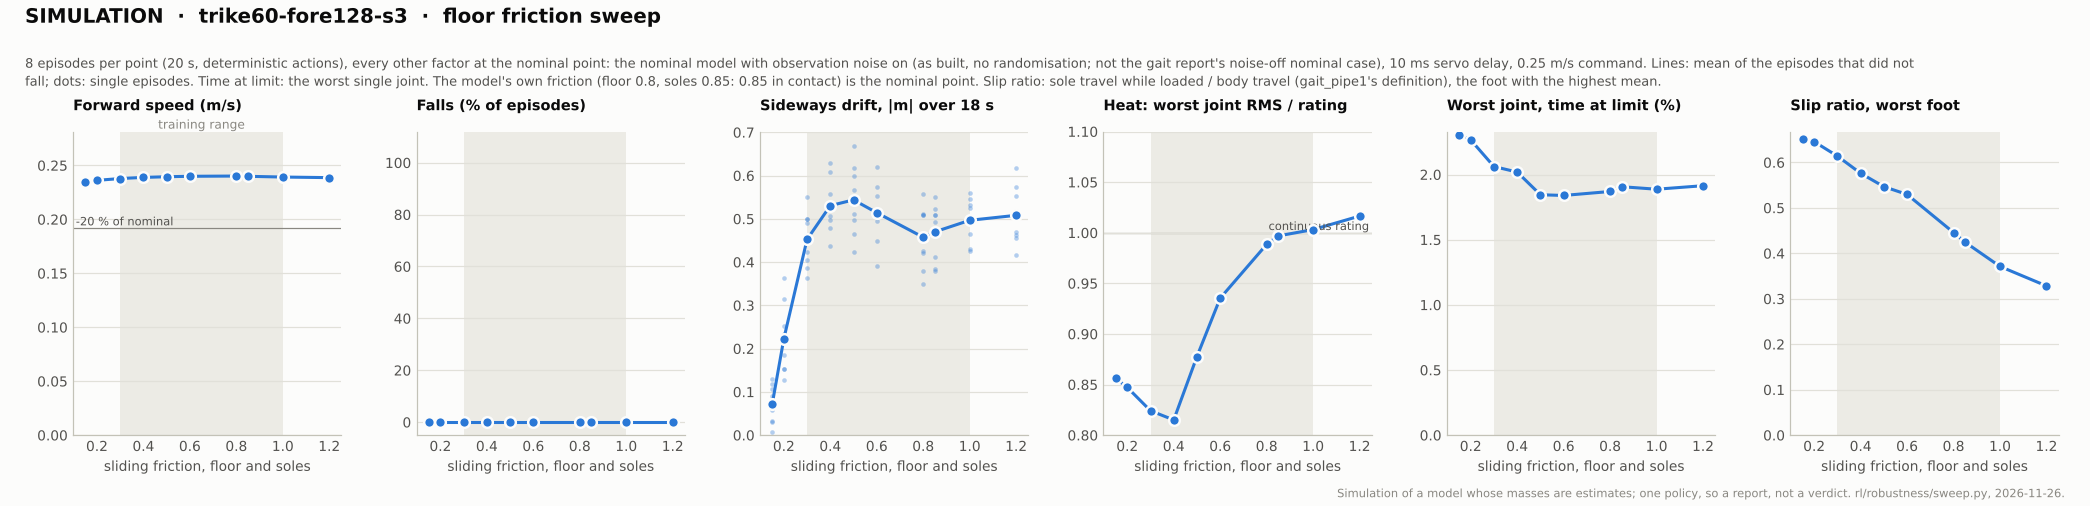 SIMULATION · trike60-fore128-s3 · floor friction sweep
8 episodes per point (20 s, deterministic actions), every other factor at the nominal point: the nominal model with observation noise on (as built, no randomisation; not the gait report's noise-off nominal case), 10 ms servo delay, 0.25 m/s command. Lines: mean of the episodes that did not
fall; dots: single episodes. Time at limit: the worst single joint. The model's own friction (floor 0.8, soles 0.85: 0.85 in contact) is the nominal point. Slip ratio: sole travel while loaded / body travel (gait_pipe1's definition), the foot with the highest mean.
Forward speed (m/s)
training range
0.25
0.20
0.15
0.10
0.05
0.00
-20 % of nominal
0.2 0.4 0.6 0.8 1.0 1.2
sliding friction, floor and soles
Falls (% of episodes)
100
80
60
40
20
0
0.2 0.4 0.6 0.8 1.0 1.2
sliding friction, floor and soles
Sideways drift, |m| over 18 s
0.7
0.6
0.5
0.4
0.3
0.2
0.1
0.0
0.2 0.4 0.6 0.8 1.0 1.2
sliding friction, floor and soles
Heat: worst joint RMS / rating
1.10
1.05
1.00
0.95
0.90
0.85
0.80
continuous rating
0.2 0.4 0.6 0.8 1.0 1.2
sliding friction, floor and soles
Worst joint, time at limit (%)
2.0
1.5
1.0
0.5
0.0
0.2 0.4 0.6 0.8 1.0 1.2
sliding friction, floor and soles
Slip ratio, worst foot
0.6
0.5
0.4
0.3
0.2
0.1
0.0
0.2 0.4 0.6 0.8 1.0 1.2
sliding friction, floor and soles
Simulation of a model whose masses are estimates; one policy, so a report, not a verdict. rl/robustness/sweep.py, 2026-11-26.